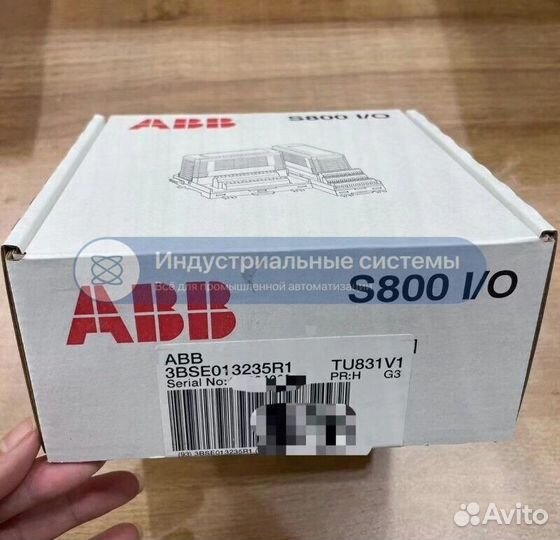 ABB
S800 I/O
Индустриальные системы
Всё для промышленной автоматизации
ABB
S800 I/O
ABB
3BSE013235R1
TU831V1
Serial No:
PR:H G3
(93) 3BSE013235R1
Avito